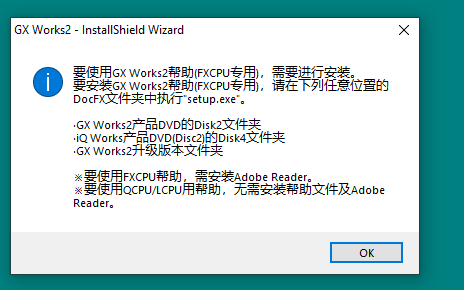 GX Works2 - InstallShield Wizard
要使用GX Works2帮助(FXCPU专用)，需要进行安装。
要安装GX Works2帮助(FXCPU专用)，请在下列任意位置的
DocFX文件夹中执行"setup.exe"。
·GX Works2产品DVD的Disk2文件夹
·iQ Works产品DVD(Disc2)的Disk4文件夹
·GX Works2升级版本文件夹
※要使用FXCPU帮助，需安装Adobe Reader。
※要使用QCPU/LCPU用帮助，无需安装帮助文件及Adobe
Reader。
OK